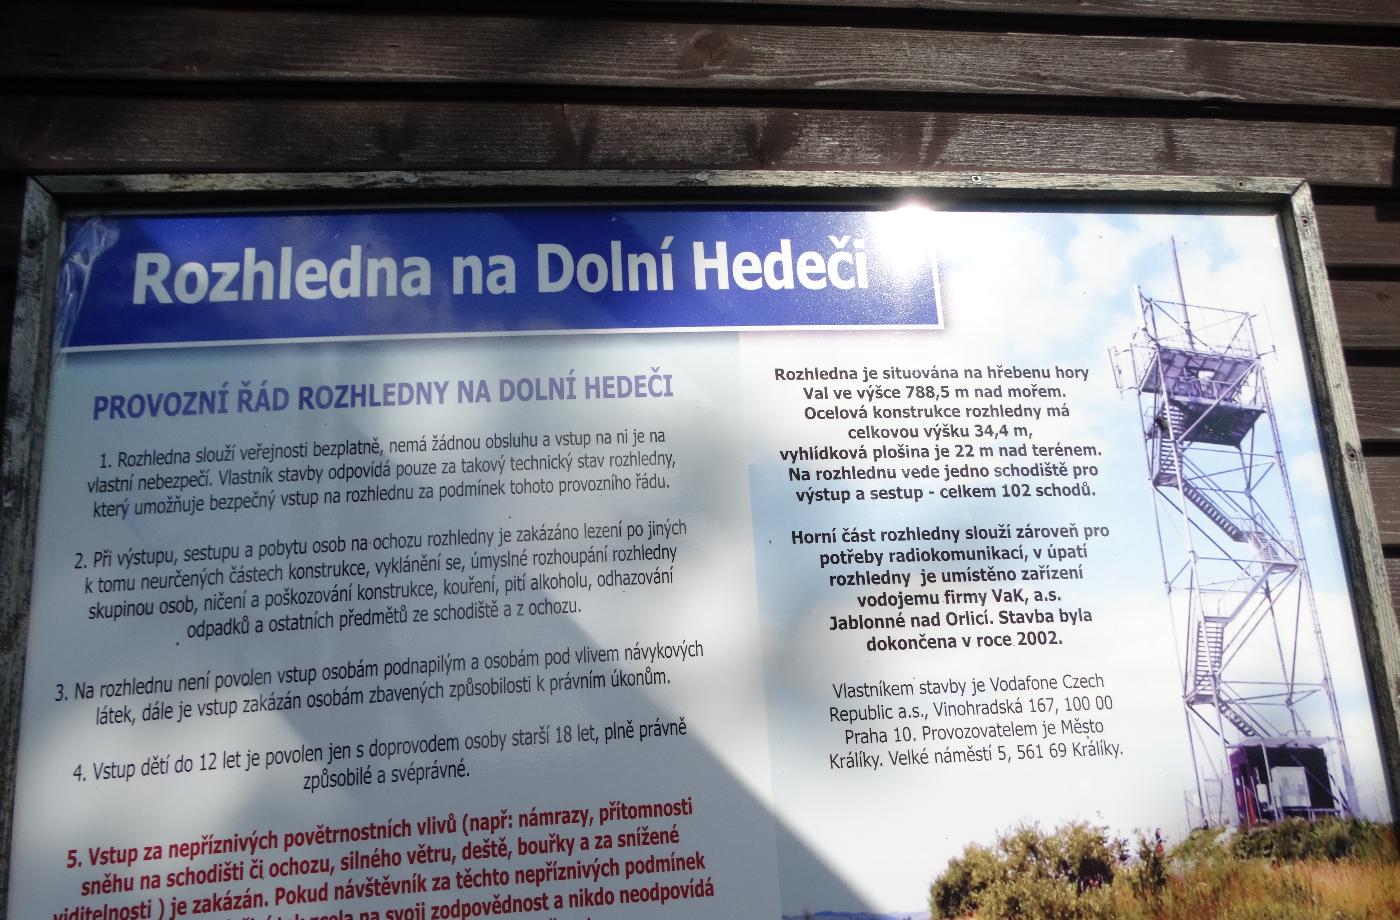 Rozhledna na Dolní Hedeči
PROVOZNÍ ŘÁD ROZHLEDNY NA DOLNÍ HEDEČI
1. Rozhledna slouží veřejnosti bezplatně, nemá žádnou obsluhu a vstup na ni je na
vlastní nebezpečí. Vlastník stavby odpovídá pouze za takový technický stav rozhledny,
který umožňuje bezpečný vstup na rozhlednu za podmínek tohoto provozního řádu.
2. Při výstupu, sestupu a pobytu osob na ochozu rozhledny je zakázáno lezení po jiných
k tomu neurčených částech konstrukce, vyklánění se, úmyslné rozhoupání rozhledny
skupinou osob, ničení a poškozování konstrukce, kouření, pití alkoholu, odhazování
odpadků a ostatních předmětů ze schodiště a z ochozu.
3. Na rozhlednu není povolen vstup osobám podnapilým a osobám pod vlivem návykových
látek, dále je vstup zakázán osobám zbavených způsobilosti k právním úkonům.
4. Vstup dětí do 12 let je povolen jen s doprovodem osoby starší 18 let, plně právně
způsobilé a svéprávné.
5. Vstup za nepříznivých povětrnostních vlivů (např: námrazy, přítomnosti
sněhu na schodišti či ochozu, silného větru, deště, bouřky a za snížené
viditelnosti ) je zakázán. Pokud návštěvník za těchto nepříznivých podmínek
zcela na svoji zodpovědnost a nikdo neodpovídá
Rozhledna je situována na hřebenu hory
Val ve výšce 788,5 m nad mořem.
Ocelová konstrukce rozhledny má
celkovou výšku 34,4 m,
vyhlídková plošina je 22 m nad terénem.
Na rozhlednu vede jedno schodiště pro
výstup a sestup - celkem 102 schodů.
Horní část rozhledny slouží zároveň pro
potřeby radiokomunikací, v úpatí
rozhledny je umístěno zařízení
vodojemu firmy VaK, a.s.
Jablonné nad Orlicí. Stavba byla
dokončena v roce 2002.
Vlastníkem stavby je Vodafone Czech
Republic a.s., Vinohradská 167, 100 00
Praha 10. Provozovatelem je Město
Králíky. Velké náměstí 5, 561 69 Králíky.